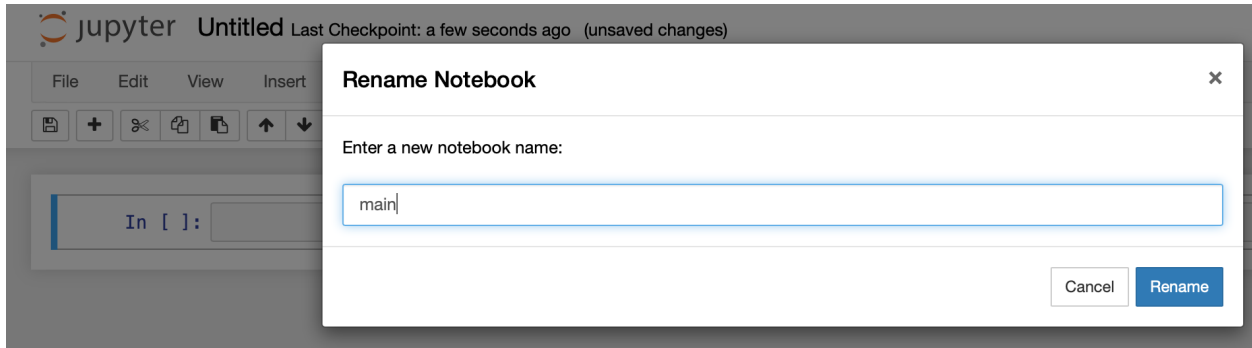 jupyter Untitled Last Checkpoint: a few seconds ago (unsaved changes)
File Edit View Insert
Rename Notebook ×
Enter a new notebook name:
main
In [ ]:
Cancel Rename